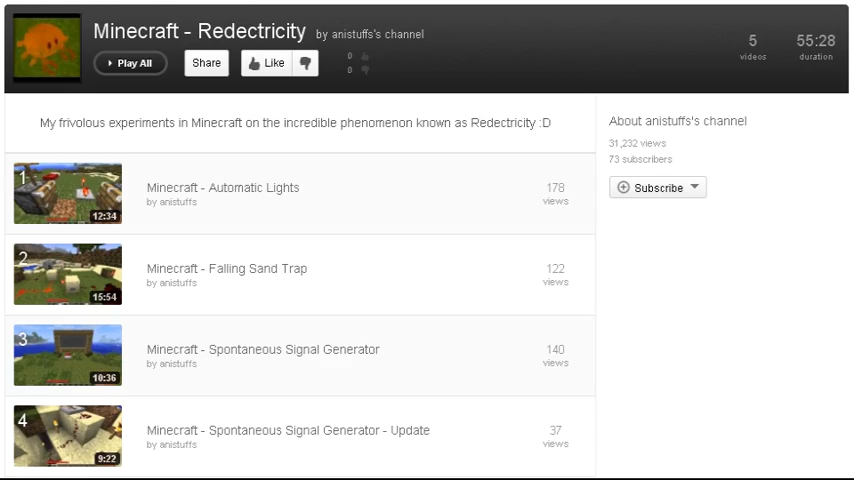 Minecraft - Redectricity by anistuffs's channel
Play All Share Like
0
0
5 videos
55:28 duration
My frivolous experiments in Minecraft on the incredible phenomenon known as Redectricity :D
1
12:34
Minecraft - Automatic Lights
by anistuffs
178
views
2
15:54
Minecraft - Falling Sand Trap
by anistuffs
122
views
3
10:36
Minecraft - Spontaneous Signal Generator
by anistuffs
140
views
4
9:22
Minecraft - Spontaneous Signal Generator - Update
by anistuffs
37
views
About anistuffs's channel
31,232 views
73 subscribers
Subscribe